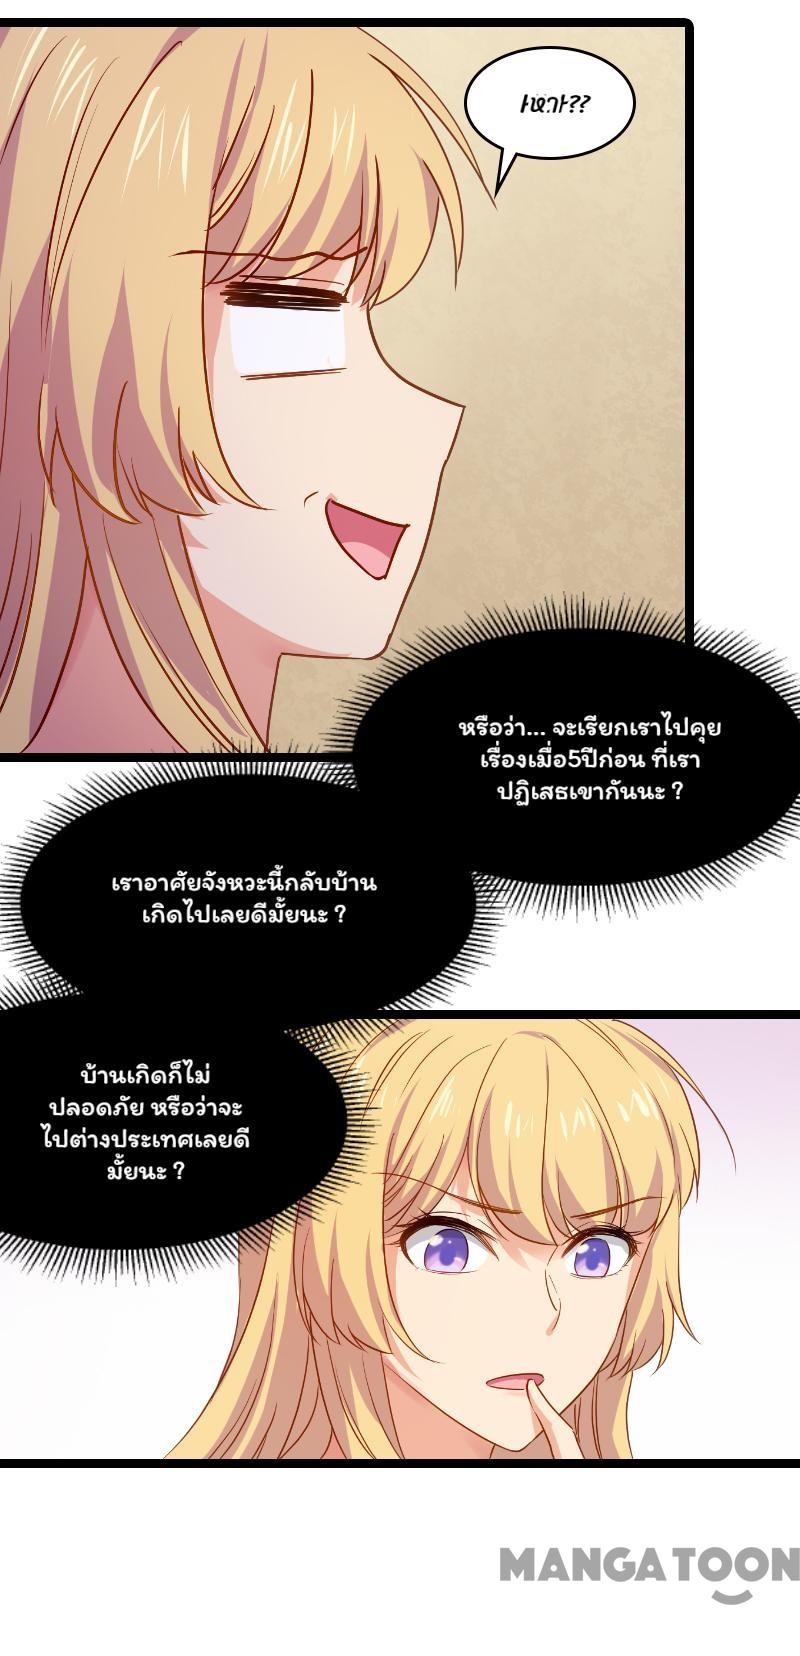 หา??
หรือว่า... จะเรียกเราไปคุย
เรื่องเมื่อ5ปีก่อน ที่เรา
ปฏิเสธเขากันนะ ?
เราอาศัยจังหวะนี้กลับบ้าน
เกิดไปเลยดีมั้ยนะ ?
บ้านเกิดก็ไม่
ปลอดภัย หรือว่าจะ
ไปต่างประเทศเลยดี
มั้ยนะ ?
MANGATOON